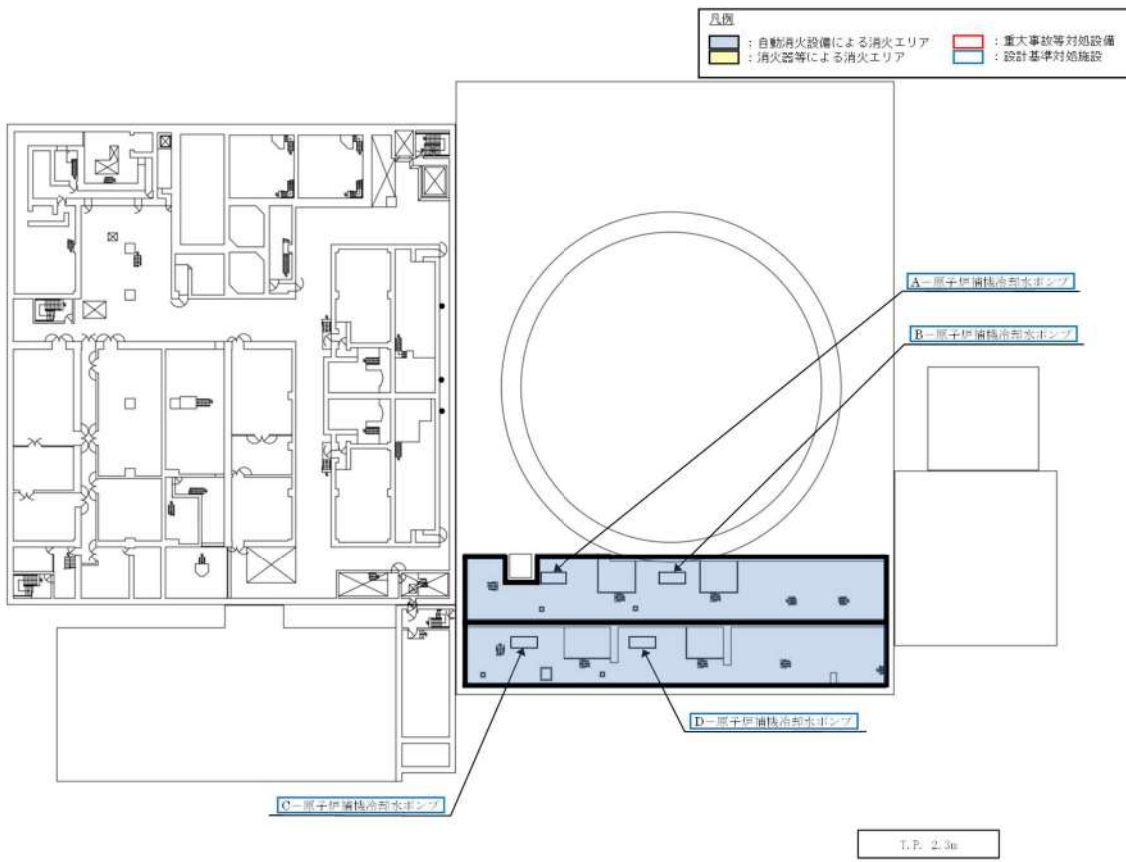 凡例
：自動消火設備による消火エリア
：重大事故等対処設備
：消火器等による消火エリア
：設計基準対処施設
A－原子炉補機冷却水ポンプ
B－原子炉補機冷却水ポンプ
D－原子炉補機冷却水ポンプ
C－原子炉補機冷却水ポンプ
T.P. 2.3m